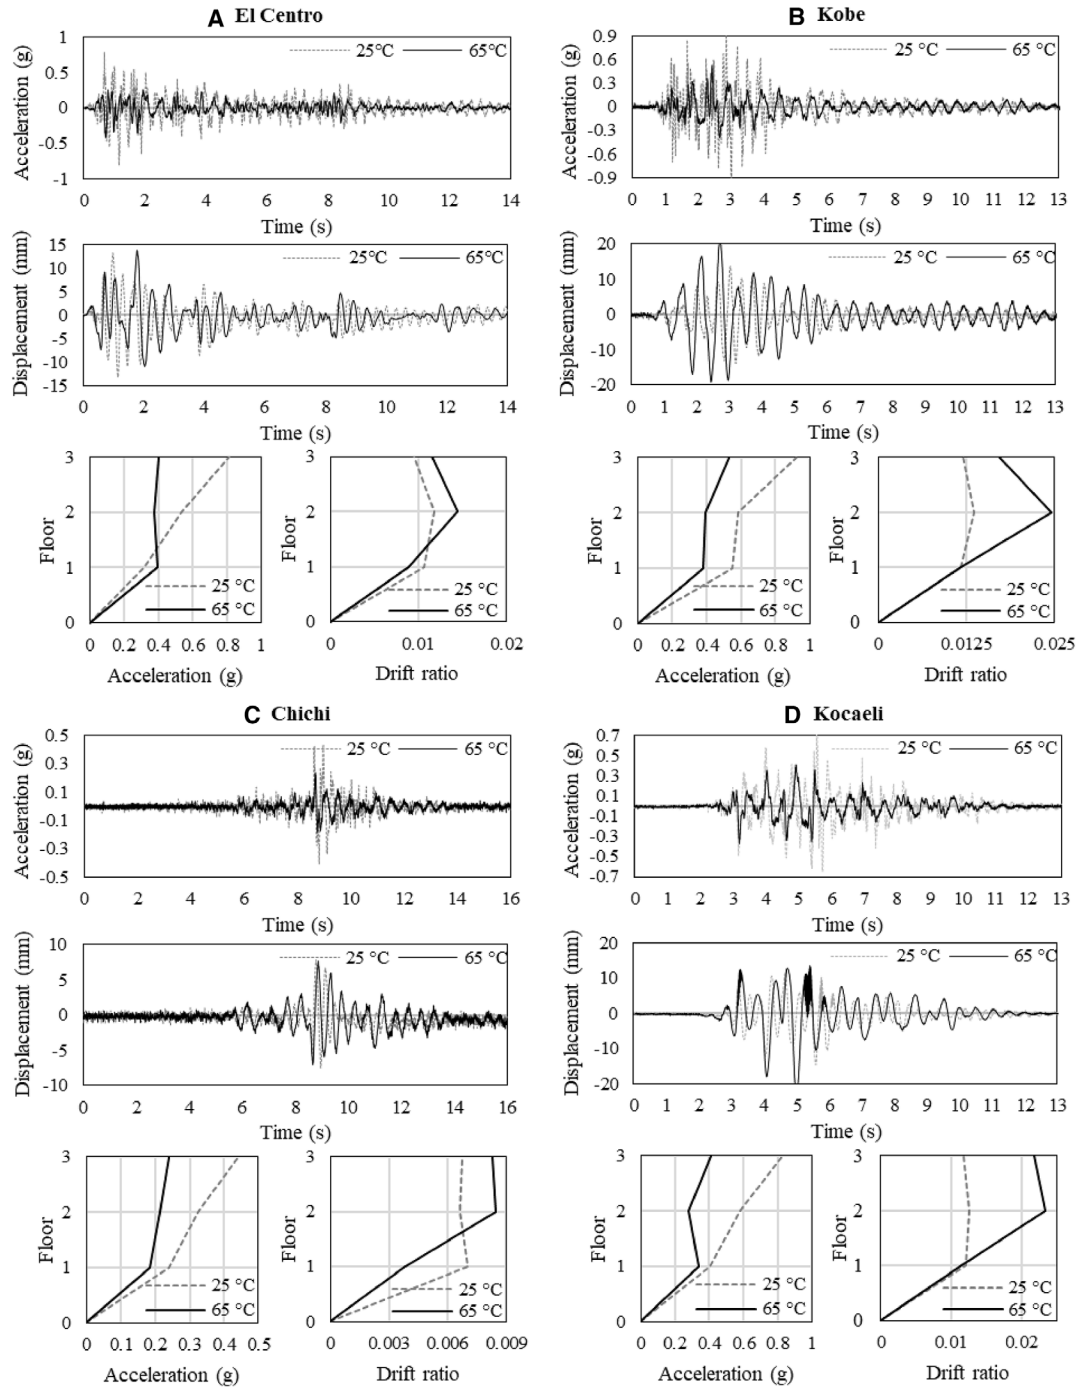 A El Centro
Acceleration (g)
1
0.5
0
-0.5
-1
25℃
65℃
0 2 4 6 8 10 12 14
Time (s)
Displacement (mm)
15
10
5
0
-5
-10
-15
25℃
65℃
0 2 4 6 8 10 12 14
Time (s)
Floor
3
2
1
0
25 °C
65 °C
0 0.2 0.4 0.6 0.8 1
Acceleration (g)
Floor
3
2
1
0
25 °C
65 °C
0 0.01 0.02
Drift ratio
B Kobe
Acceleration (g)
0.9
0.6
0.3
0
-0.3
-0.6
-0.9
25 °C
65 °C
0 1 2 3 4 5 6 7 8 9 10 11 12 13
Time (s)
Displacement (mm)
20
10
0
-10
-20
25 °C
65 °C
0 1 2 3 4 5 6 7 8 9 10 11 12 13
Time (s)
Floor
3
2
1
0
25 °C
65 °C
0 0.2 0.4 0.6 0.8 1
Acceleration (g)
Floor
3
2
1
0
25 °C
65 °C
0 0.0125 0.025
Drift ratio
C Chichi
Acceleration (g)
0.5
0.3
0.1
-0.1
-0.3
-0.5
25 °C
65 °C
0 2 4 6 8 10 12 14 16
Time (s)
Displacement (mm)
10
5
0
-5
-10
25 °C
65 °C
0 2 4 6 8 10 12 14 16
Time (s)
Floor
3
2
1
0
25 °C
65 °C
0 0.1 0.2 0.3 0.4 0.5
Acceleration (g)
Floor
3
2
1
0
25 °C
65 °C
0 0.003 0.006 0.009
Drift ratio
D Kocaeli
Acceleration (g)
0.7
0.5
0.3
0.1
-0.1
-0.3
-0.5
-0.7
25 °C
65 °C
0 1 2 3 4 5 6 7 8 9 10 11 12 13
Time (s)
Displacement (mm)
20
10
0
-10
-20
25 °C
65 °C
0 1 2 3 4 5 6 7 8 9 10 11 12 13
Time (s)
Floor
3
2
1
0
25 °C
65 °C
0 0.2 0.4 0.6 0.8 1
Acceleration (g)
Floor
3
2
1
0
25 °C
65 °C
0 0.01 0.02
Drift ratio